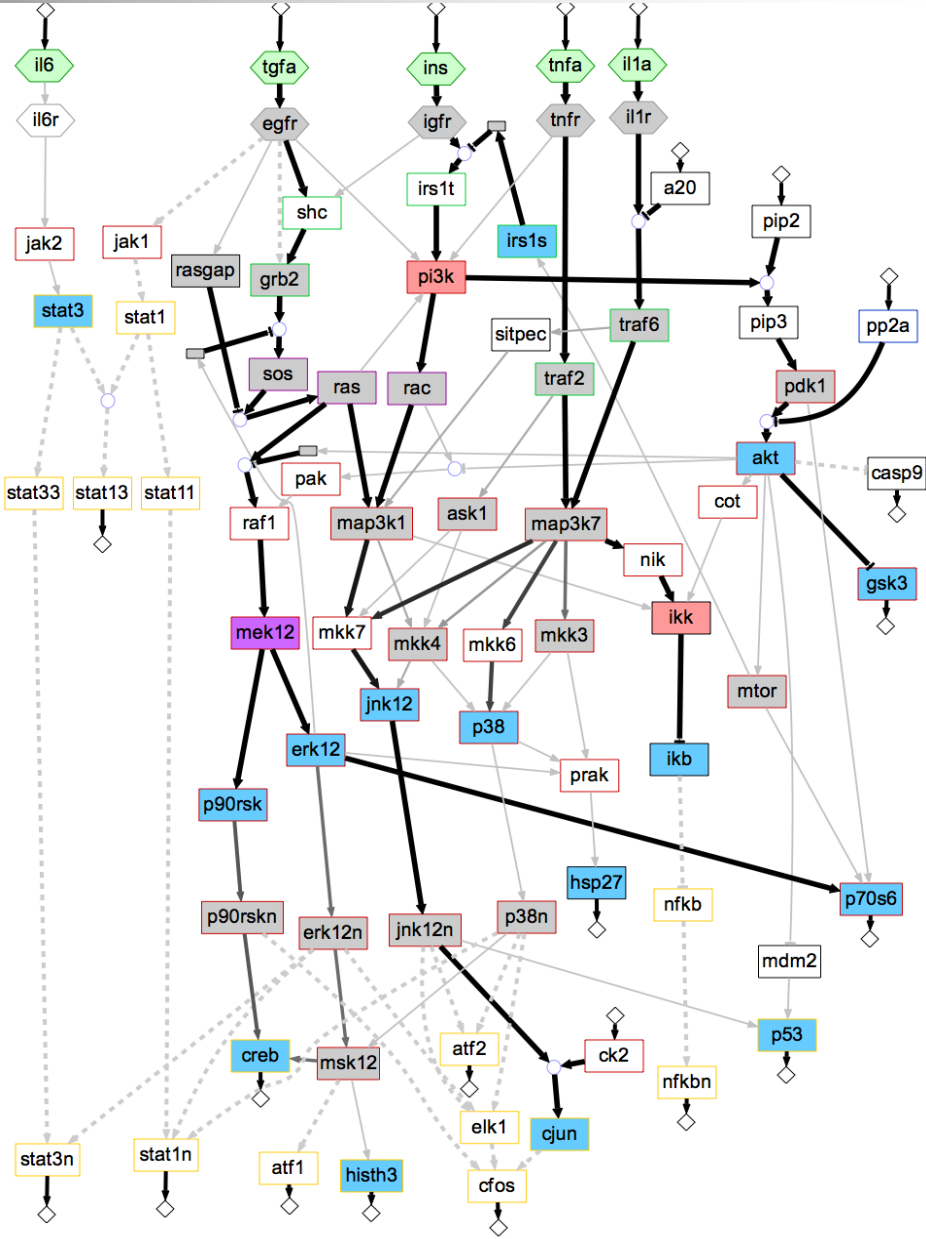 il6
tgfa
ins
tnfa
il1a
il6r
egfr
igfr
tnfr
il1r
irs1t
a20
shc
pip2
jak2
jak1
irs1s
rasgap
grb2
pi3k
stat3
stat1
sitpec
traf6
pip3
pp2a
sos
ras
rac
traf2
pdk1
akt
casp9
stat33
stat13
stat11
pak
raf1
map3k1
ask1
map3k7
cot
nik
gsk3
mek12
mkk7
mkk4
mkk6
mkk3
ikk
jnk12
mtor
erk12
p38
ikb
prak
p90rsk
hsp27
p70s6
p90rskn
erk12n
jnk12n
p38n
nfkb
mdm2
creb
msk12
atf2
ck2
p53
nfkbn
elk1
cjun
stat3n
stat1n
atf1
histh3
cfos